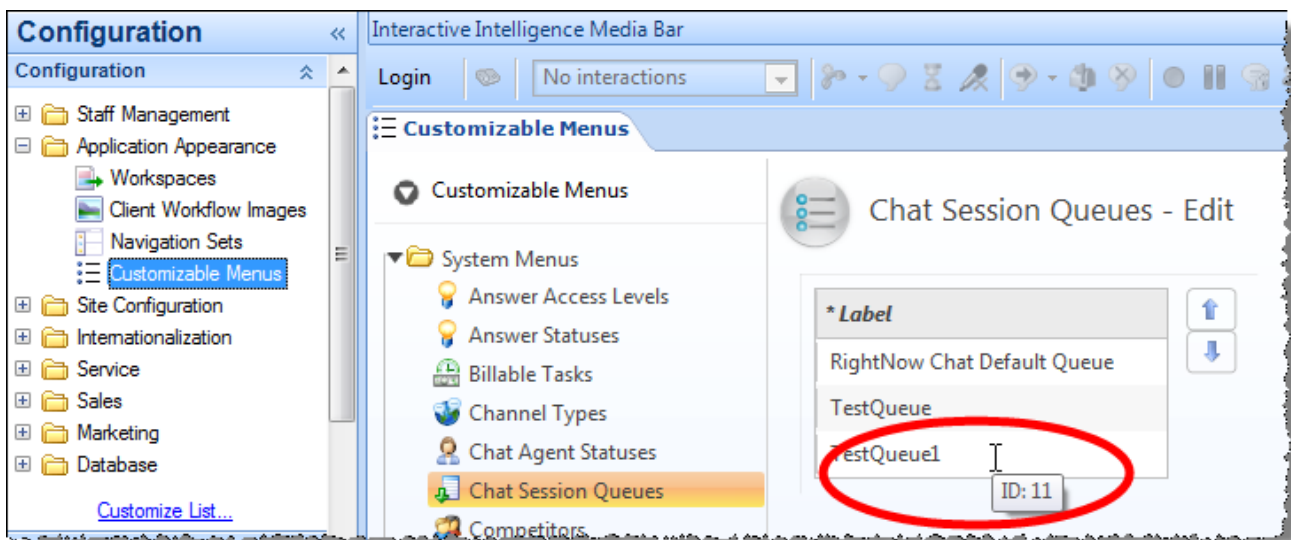 Configuration «
Configuration
Staff Management
Application Appearance
Workspaces
Client Workflow Images
Navigation Sets
Customizable Menus
Site Configuration
Internationalization
Service
Sales
Marketing
Database
Customize List...
Interactive Intelligence Media Bar
Login No interactions
Customizable Menus
Customizable Menus
System Menus
Answer Access Levels
Answer Statuses
Billable Tasks
Channel Types
Chat Agent Statuses
Chat Session Queues
Competitors
Chat Session Queues - Edit
* Label
RightNow Chat Default Queue
TestQueue
TestQueue1
ID: 11